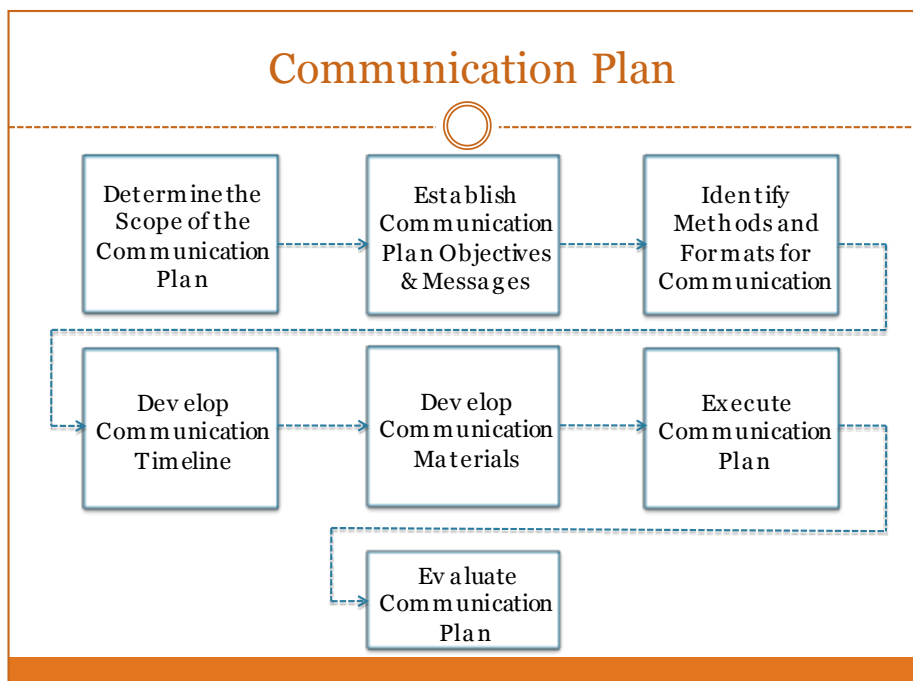 Communication Plan
Determine the
Scope of the
Communication
Plan
Establish
Communication
Plan Objectives
& Messages
Identify
Methods and
Formats for
Communication
Develop
Communication
Timeline
Develop
Communication
Materials
Execute
Communication
Plan
Evaluate
Communication
Plan